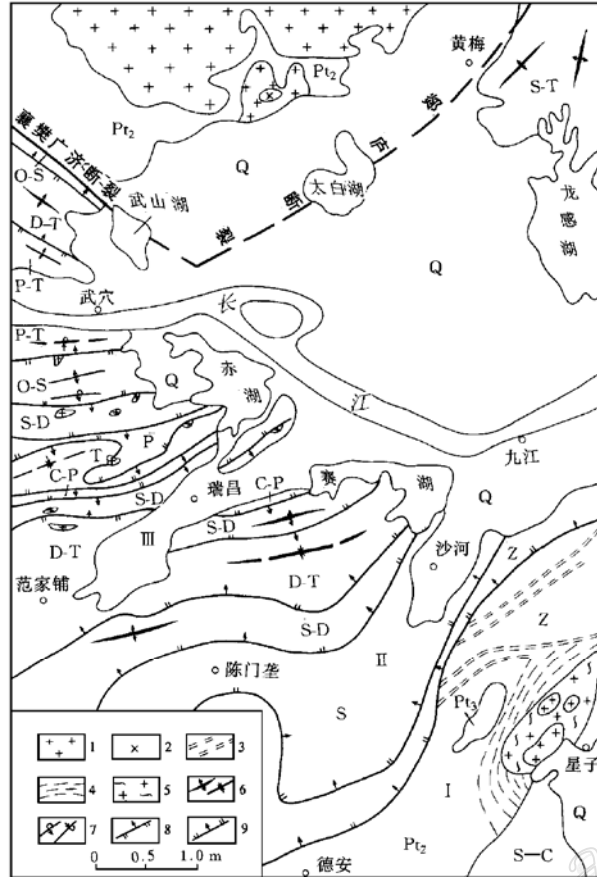 黄梅
Pt₂
S-T
Pt₂
襄樊广济断裂
郯庐断裂
Q
O-S
武山湖
太白湖
龙感湖
D-T
Q
P-T
武穴
长江
P-T
Q
赤湖
O-S
S-D
P
T
九江
C-P
瑞昌
C-P
赛湖
Q
S-D
S-D
沙河
Z
III
D-T
D-T
范家铺
Z
S-D
II
陈门垄
Pt₃
S
星子
I
Q
Pt₂
S—C
德安
1 2 3
4 5 6
7 8 9
0 0.5 1.0 m